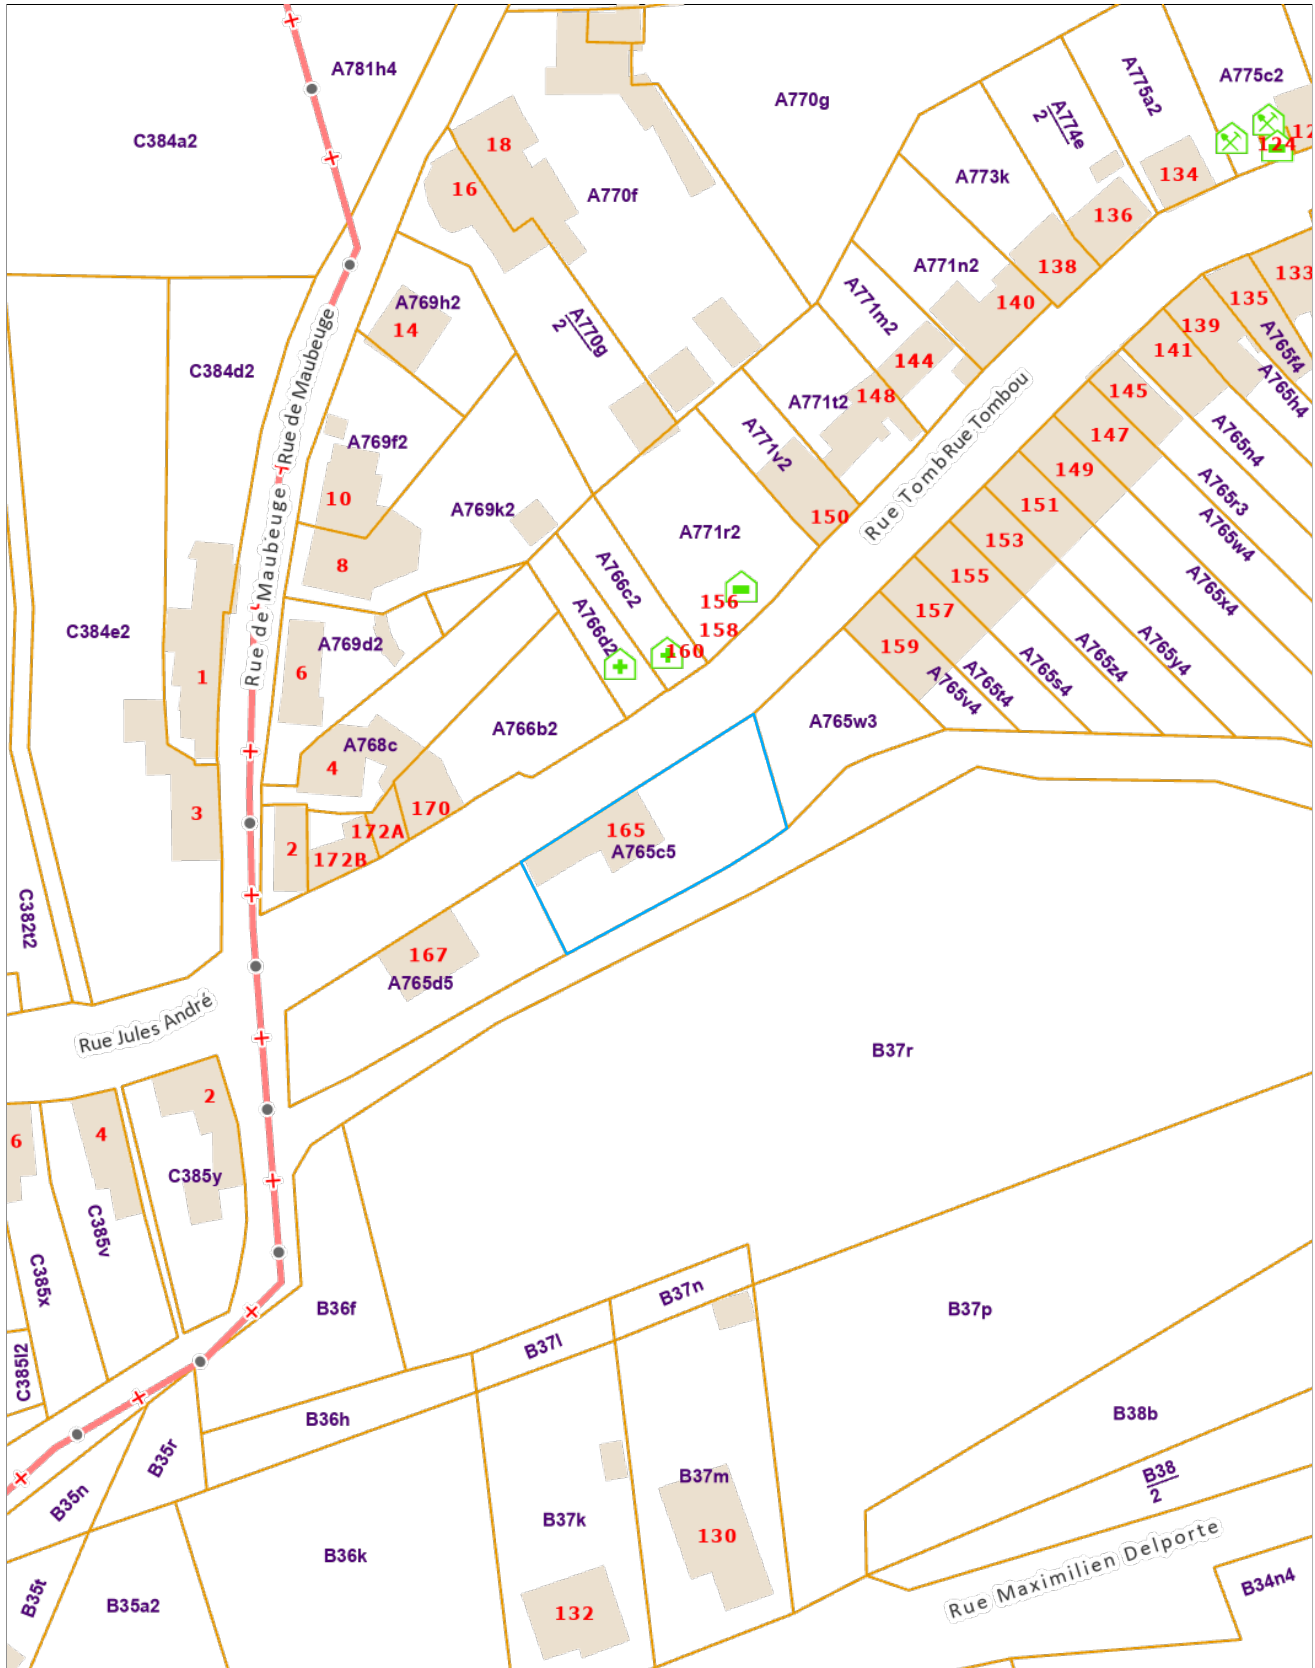 A781h4
A775c2
A775a2
A770g
A774e
2
C384a2
18
12
124
16
A773k
134
A770f
136
A771n2
138
133
A769h2
A771m2
140
135
14
A770g
2
139
A765f4
141
C384d2
144
A765h4
145
148
A771t2
Rue de Maubeuge
Rue Tombou
A769f2
A771v2
147
A765n4
149
10
A765r3
A769k2
151
150
Rue Tomb
A771r2
A765w4
153
8
A766c2
155
A765x4
Rue de Maubeuge
156
157
A766d2
158
C384e2
A769d2
159
160
A765y4
A765z4
6
1
A765s4
A765t4
A765v4
A766b2
A765w3
A768c
4
170
3
165
172A
2
172B
A765c5
C382t2
167
A765d5
Rue Jules André
B37r
2
4
6
C385y
C385v
C385x
B37n
B36f
B37p
B37l
C385l2
B36h
B38b
B35r
B37m
B38
2
B35n
B37k
130
B36k
Rue Maximilien Delporte
B34n4
B35t
B35a2
132